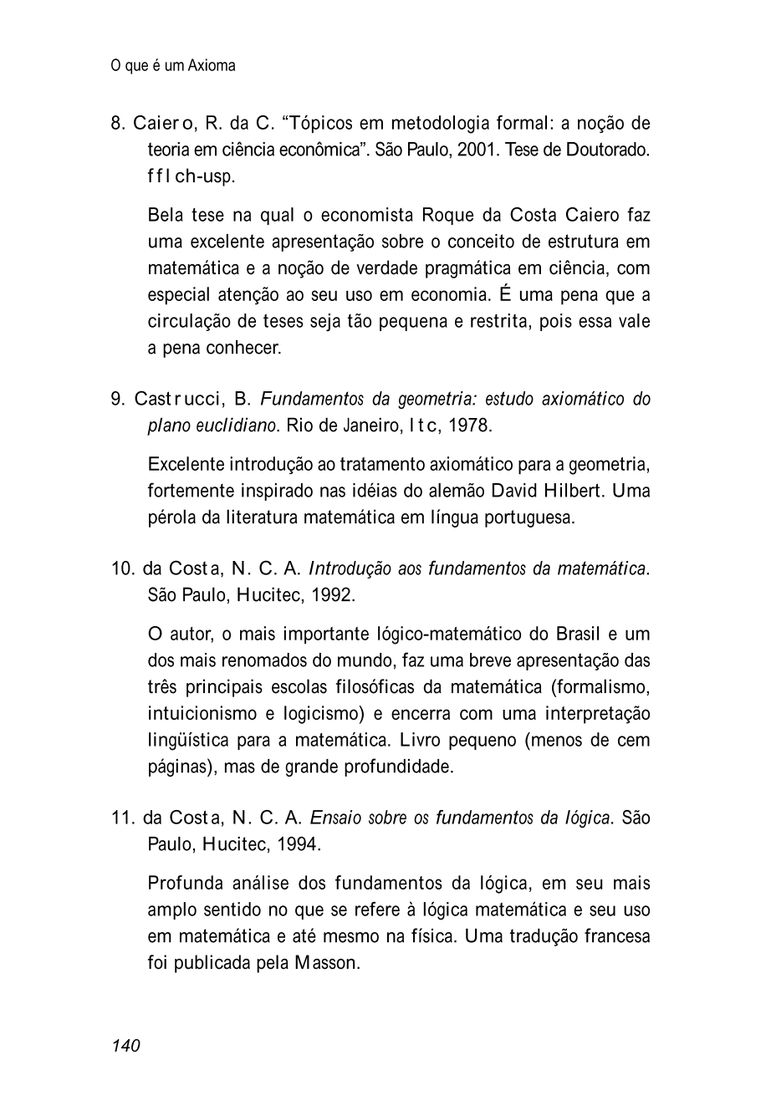 O que é um Axioma
8. Caiero, R. da C. “Tópicos em metodologia formal: a noção de
teoria em ciência econômica”. São Paulo, 2001. Tese de Doutorado.
fflch-usp.
Bela tese na qual o economista Roque da Costa Caiero faz
uma excelente apresentação sobre o conceito de estrutura em
matemática e a noção de verdade pragmática em ciência, com
especial atenção ao seu uso em economia. É uma pena que a
circulação de teses seja tão pequena e restrita, pois essa vale
a pena conhecer.
9. Castrucci, B. Fundamentos da geometria: estudo axiomático do
plano euclidiano. Rio de Janeiro, Itc, 1978.
Excelente introdução ao tratamento axiomático para a geometria,
fortemente inspirado nas idéias do alemão David Hilbert. Uma
pérola da literatura matemática em língua portuguesa.
10. da Costa, N. C. A. Introdução aos fundamentos da matemática.
São Paulo, Hucitec, 1992.
O autor, o mais importante lógico-matemático do Brasil e um
dos mais renomados do mundo, faz uma breve apresentação das
três principais escolas filosóficas da matemática (formalismo,
intuicionismo e logicismo) e encerra com uma interpretação
lingüística para a matemática. Livro pequeno (menos de cem
páginas), mas de grande profundidade.
11. da Costa, N. C. A. Ensaio sobre os fundamentos da lógica. São
Paulo, Hucitec, 1994.
Profunda análise dos fundamentos da lógica, em seu mais
amplo sentido no que se refere à lógica matemática e seu uso
em matemática e até mesmo na física. Uma tradução francesa
foi publicada pela Masson.
140